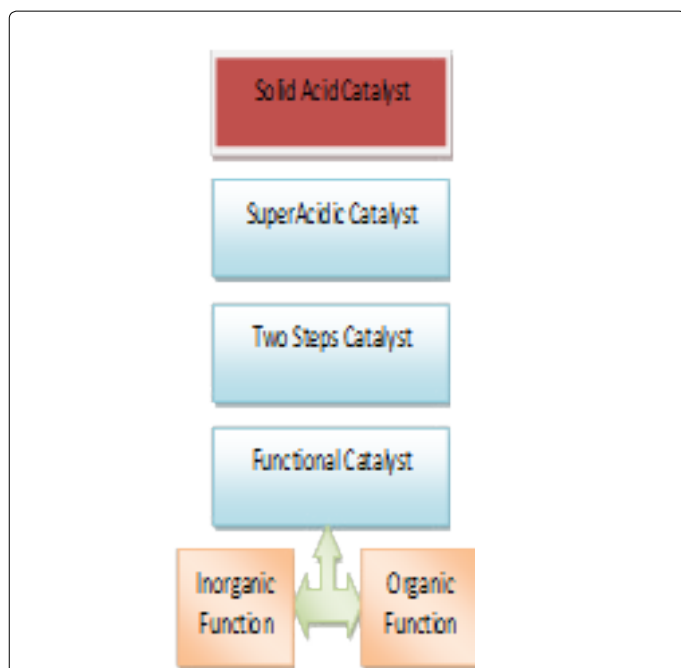 Solid Acid Catalyst
SuperAcidic Catalyst
Two Steps Catalyst
Functional Catalyst
Inorganic
Function
Organic
Function